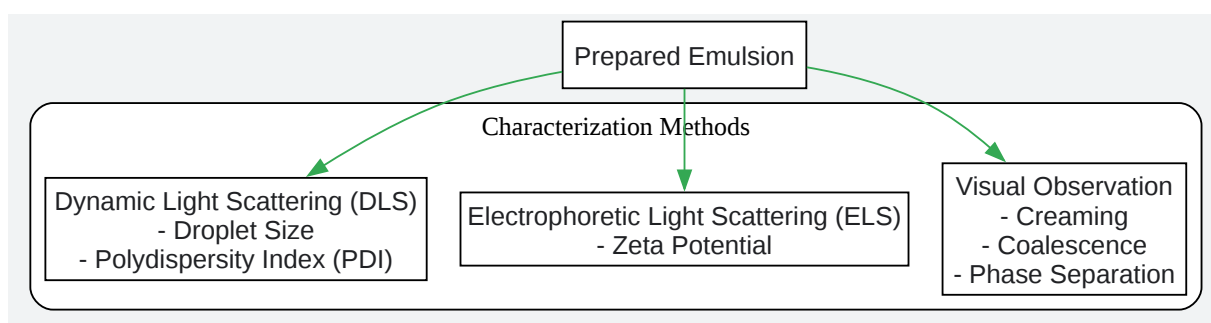 Prepared Emulsion
Characterization Methods
Dynamic Light Scattering (DLS)
- Droplet Size
- Polydispersity Index (PDI)
Electrophoretic Light Scattering (ELS)
- Zeta Potential
Visual Observation
- Creaming
- Coalescence
- Phase Separation